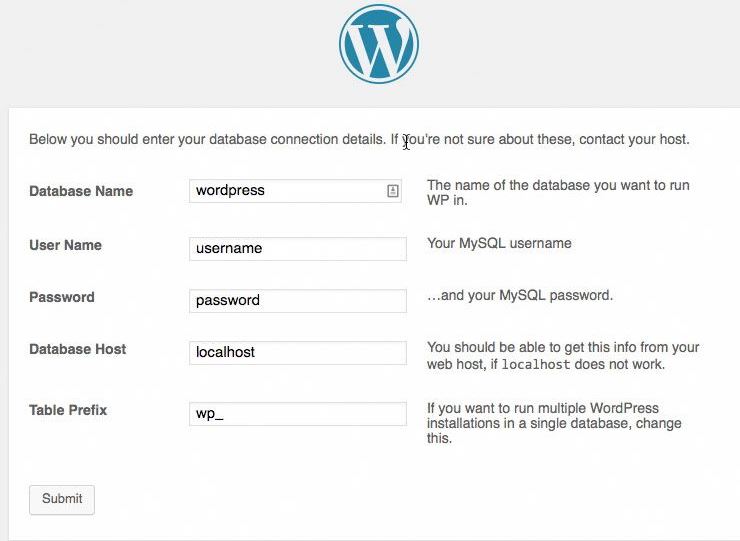 W
Below you should enter your database connection details. If you're not sure about these, contact your host.
Database Name
wordpress
The name of the database you want to run
WP in.
User Name
username
Your MySQL username
Password
password
…and your MySQL password.
Database Host
localhost
You should be able to get this info from your
web host, if localhost does not work.
Table Prefix
wp_
If you want to run multiple WordPress
installations in a single database, change
this.
Submit